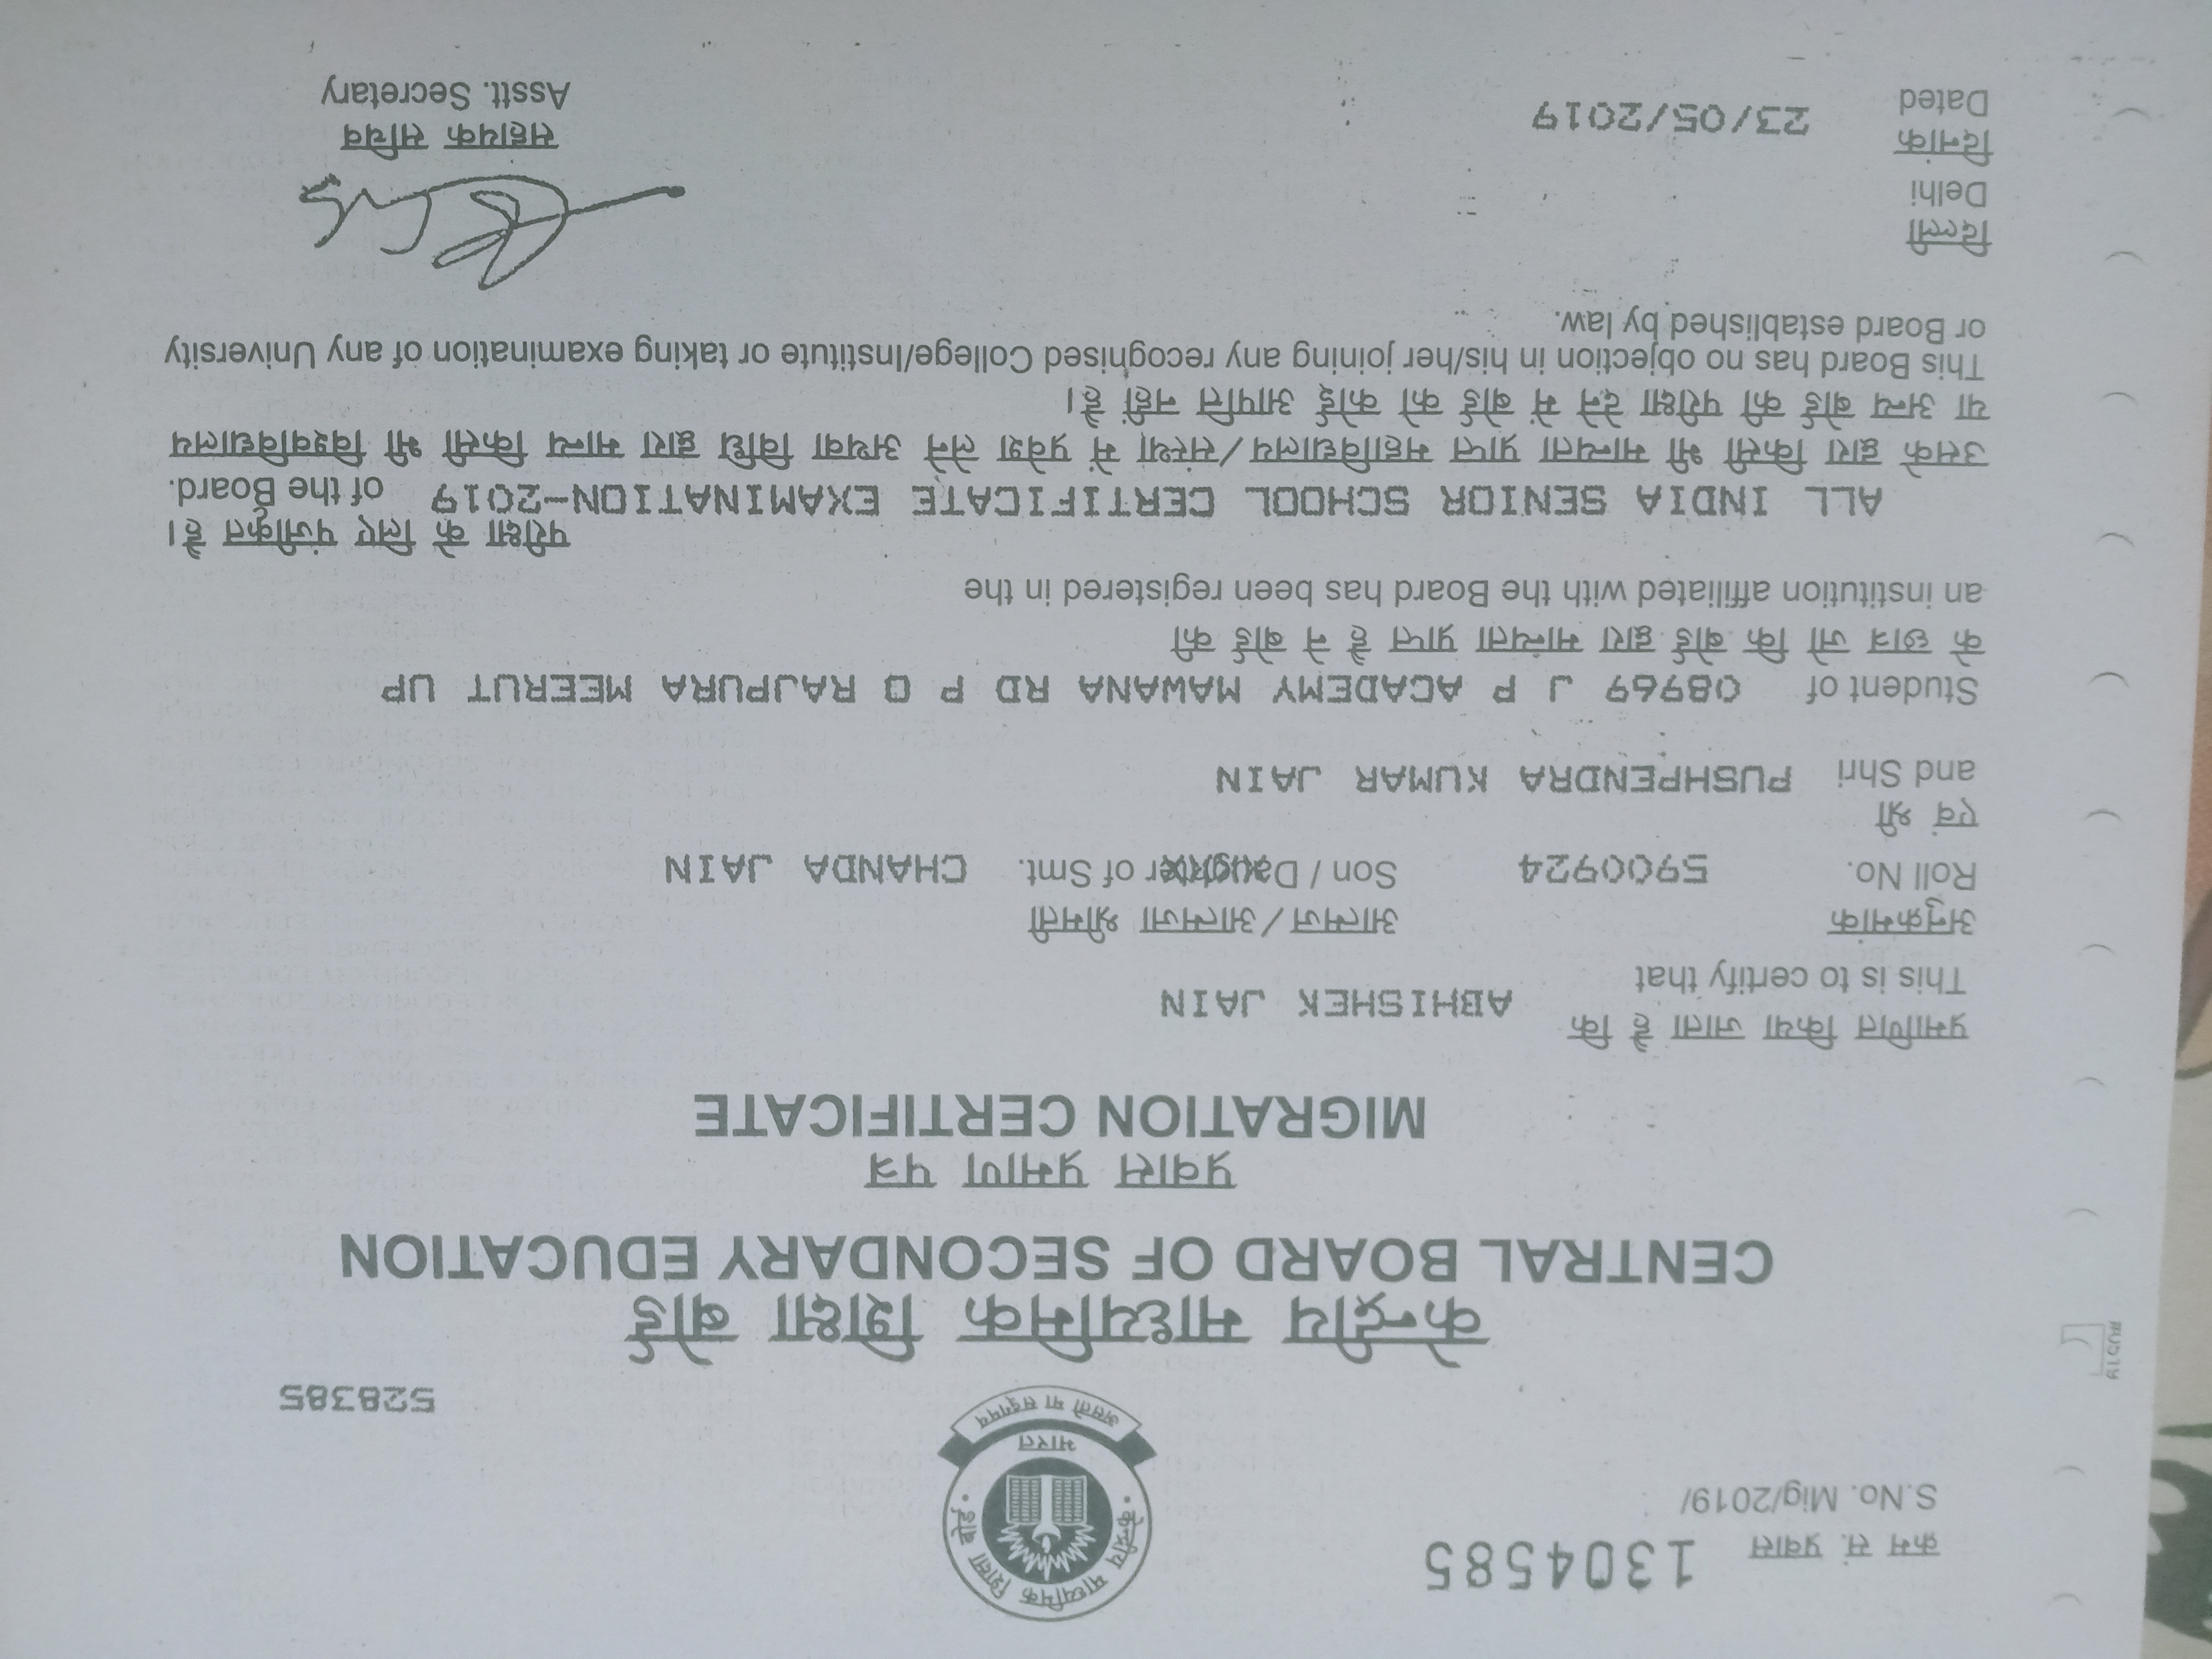 क्रम सं. प्रवास 1304585
S.No. Mig/2019/
केन्द्रीय माध्यमिक शिक्षा बोर्ड
भारत
असतो मा सद्गमय
528385
केन्द्रीय माध्यमिक शिक्षा बोर्ड
CENTRAL BOARD OF SECONDARY EDUCATION
प्रवास प्रमाण पत्र
MIGRATION CERTIFICATE
प्रमाणित किया जाता है कि
This is to certify that ABHISHEK JAIN
अनुक्रमांक आत्मज/आत्मजा श्रीमती
Roll No. 5900924 Son / Daughter of Smt. CHANDA JAIN
एवं श्री
and Shri PUSHPENDRA KUMAR JAIN
Student of 08969 J P ACADEMY MAWANA RD P O RAJPURA MEERUT UP
के छात्र जो कि बोर्ड द्वारा मान्यता प्राप्त है ने बोर्ड की
an institution affiliated with the Board has been registered in the
परीक्षा के लिए पंजीकृत है।
ALL INDIA SENIOR SCHOOL CERTIFICATE EXAMINATION-2019 of the Board.
उसके द्वारा किसी भी मान्यता प्राप्त महाविद्यालय/संस्था में प्रवेश लेने अथवा विधि द्वारा मान्य किसी भी विश्वविद्यालय
या अन्य बोर्ड की परीक्षा देने में बोर्ड को कोई आपत्ति नहीं है।
This Board has no objection in his/her joining any recognised College/Institute or taking examination of any University
or Board established by law.
दिल्ली
Delhi
दिनांक
Dated 23/05/2019
सहायक सचिव
Asstt. Secretary